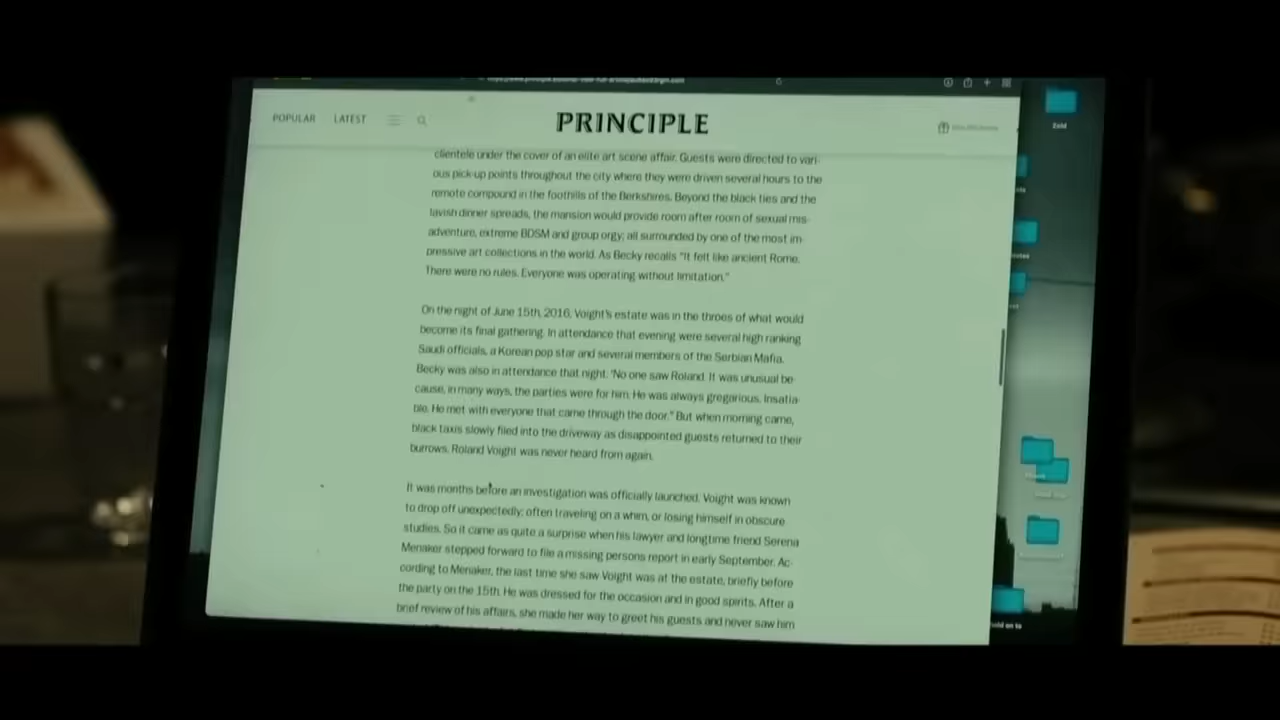 POPULAR LATEST PRINCIPLE
clientele under the cover of an elite art scene affair. Guests were directed to vari-
ous pick-up points throughout the city where they were driven several hours to the
remote compound in the foothills of the Berkshires. Beyond the black ties and the
lavish dinner spreads, the mansion would provide room after room of sexual mis-
adventure, extreme BDSM and group orgy; all surrounded by one of the most im-
pressive art collections in the world. As Becky recalls "It felt like ancient Rome.
There were no rules. Everyone was operating without limitation."
On the night of June 15th, 2016, Voight's estate was in the throes of what would
become its final gathering. In attendance that evening were several high ranking
Saudi officials, a Korean pop star and several members of the Serbian Mafia.
Becky was also in attendance that night. "No one saw Roland. It was unusual be-
cause, in many ways, the parties were for him. He was always gregarious. Insatia-
ble. He met with everyone that came through the door." But when morning came,
black taxis slowly filed into the driveway as disappointed guests returned to their
burrows. Roland Voight was never heard from again.
It was months before an investigation was officially launched. Voight was known
to drop off unexpectedly; often traveling on a whim, or losing himself in obscure
studies. So it came as quite a surprise when his lawyer and longtime friend Serena
Menaker stepped forward to file a missing persons report in early September. Ac-
cording to Menaker, the last time she saw Voight was at the estate, briefly before
the party on the 15th. He was dressed for the occasion and in good spirits. After a
brief review of his affairs, she made her way to greet his guests and never saw him